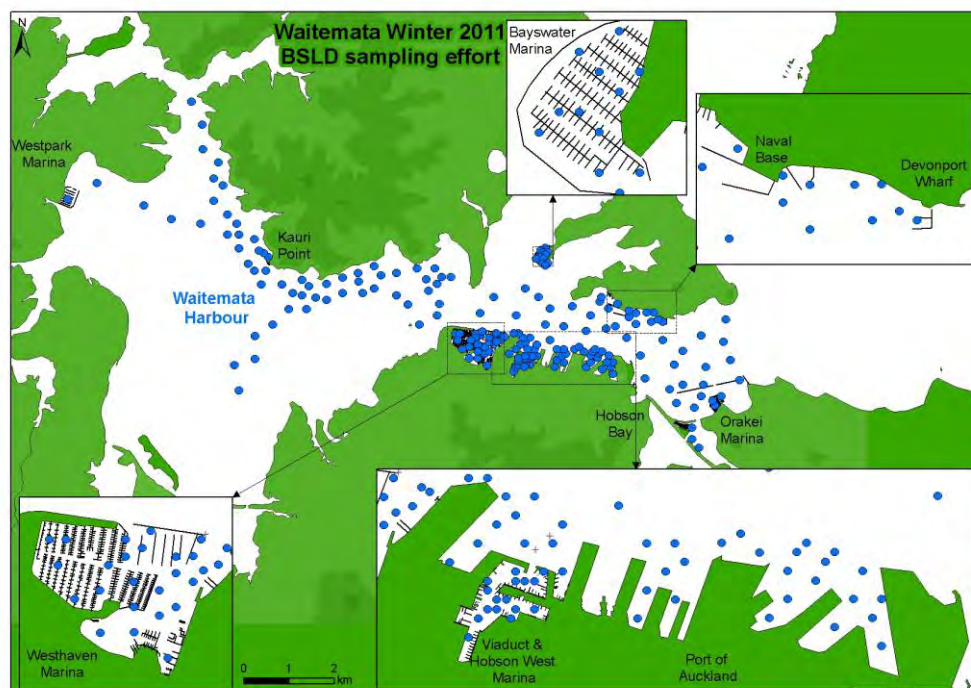 Waitemata Winter 2011
BSLD sampling effort
N
Bayswater
Marina
Naval
Base
Devonport
Wharf
Westpark
Marina
Kauri
Point
Waitemata
Harbour
Hobson
Bay
Orakei
Marina
Westhaven
Marina
0 1 2
km
Viaduct &
Hobson West
Marina
Port of
Auckland